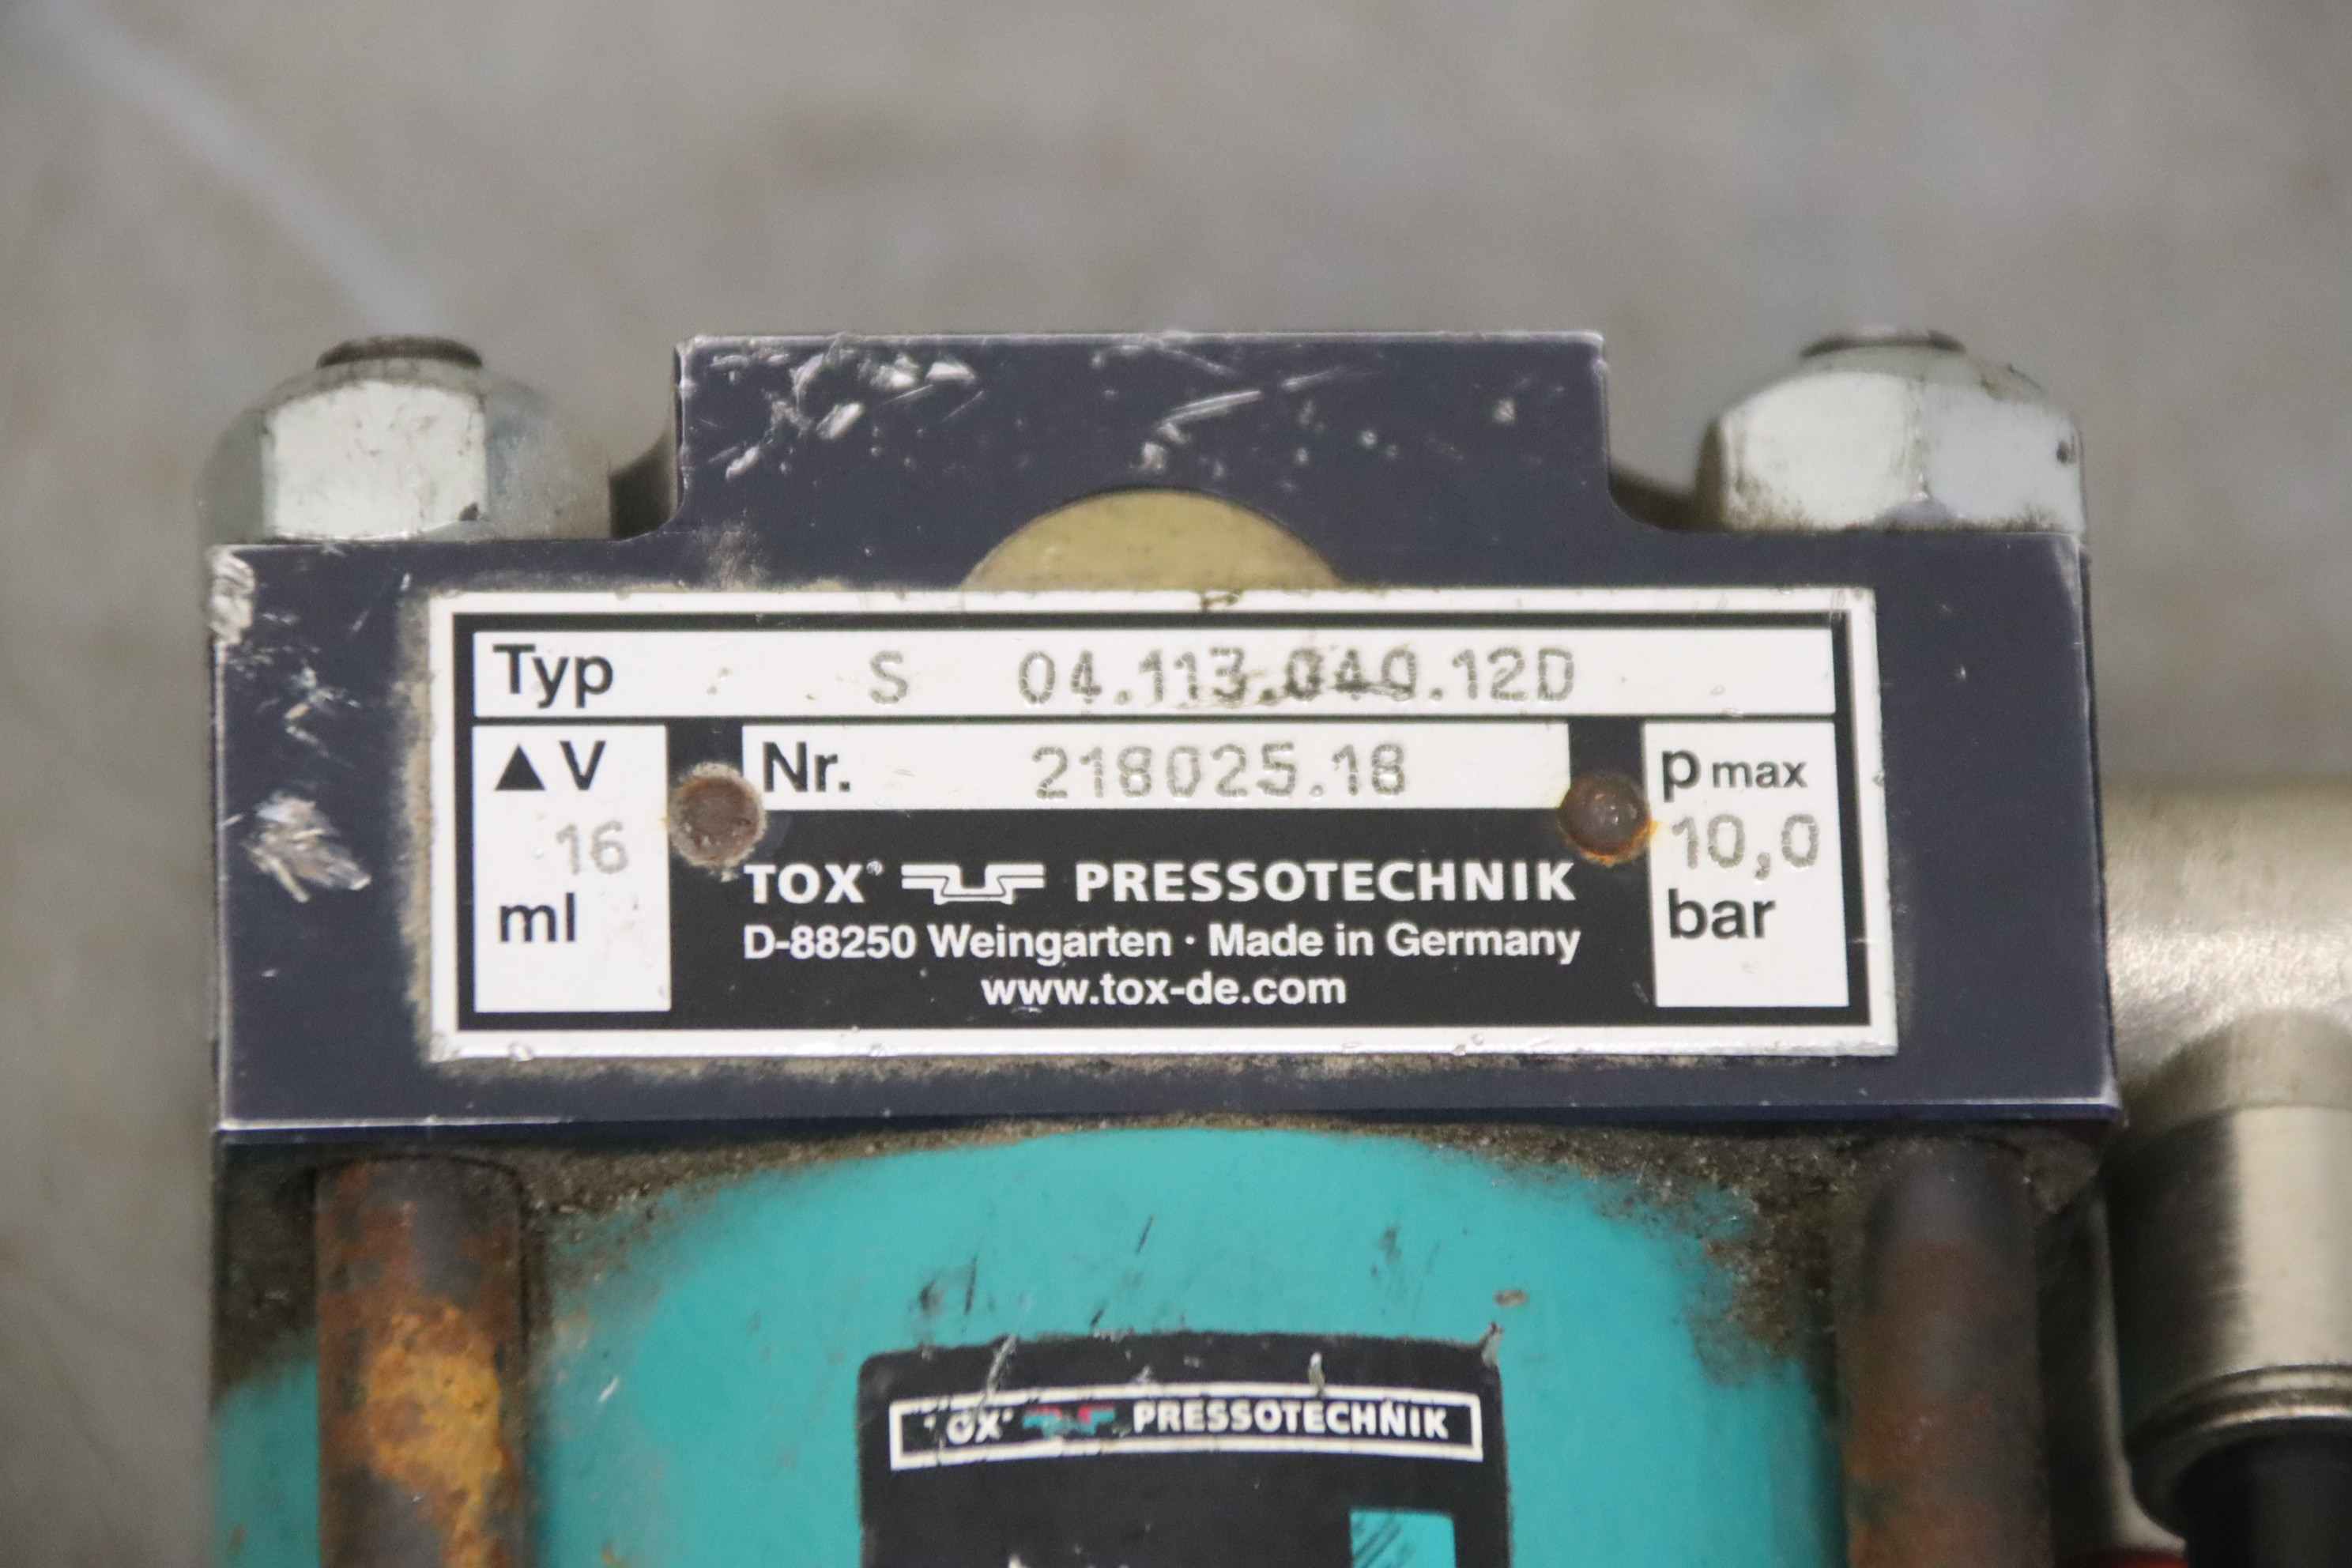 Typ S 04.113.040.12D
▲V Nr. 218025.18 p max
16 10,0
ml bar
TOX® PRESSOTECHNIK
D-88250 Weingarten · Made in Germany
www.tox-de.com
TOX® PRESSOTECHNIK